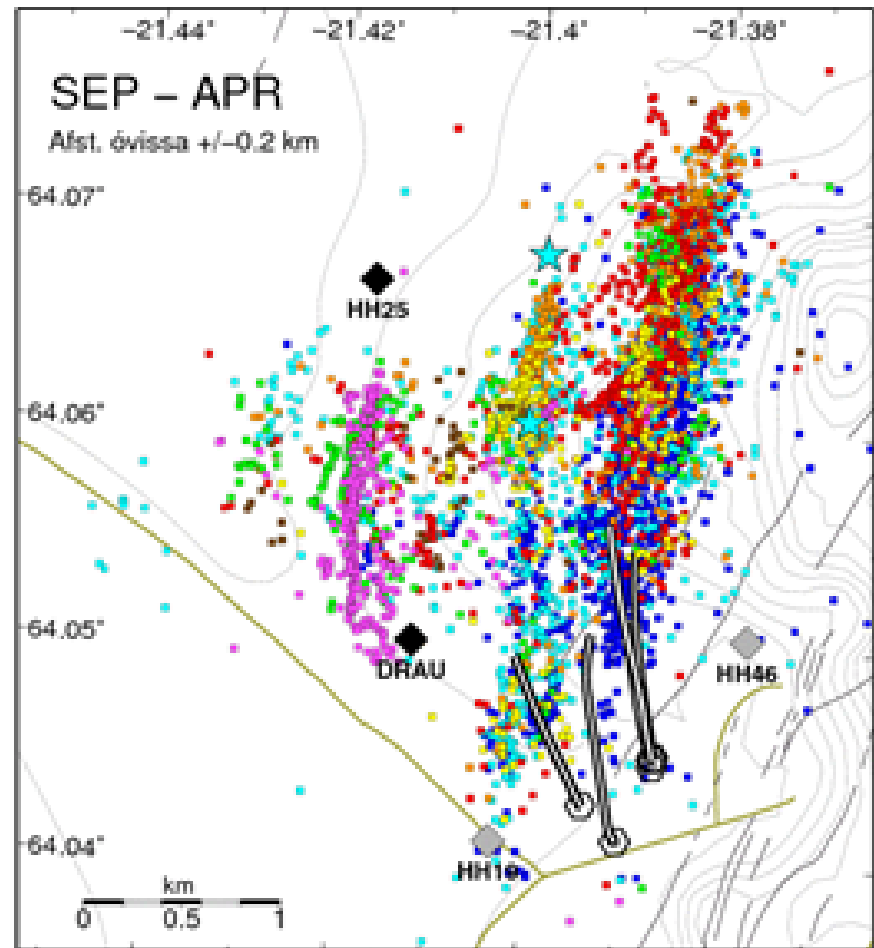 −21.44˚ −21.42˚ −21.4˚ −21.38˚
SEP − APR
Afst. óvissa +/−0.2 km
64.07˚
HH25
64.06˚
64.05˚
DRAU
HH46
64.04˚
HH10
km
0 0.5 1